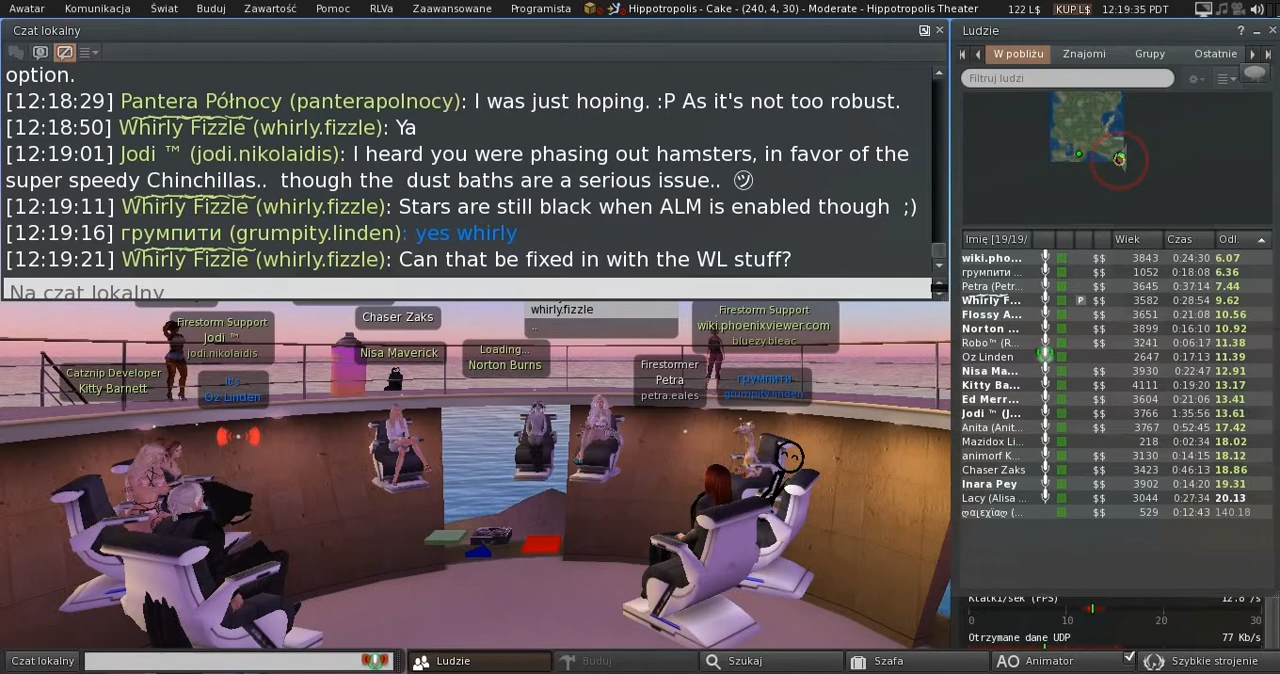 Awatar Komunikacja Świat Buduj Zawartość Pomoc RLVa Zaawansowane Programista Hippotropolis - Cake - (240, 4, 30) - Moderate - Hippotropolis Theater 122 L$ KUP L$ 12:19:35 PDT
Czat lokalny
option.
[12:18:29] Pantera Północy (panterapolnocy): I was just hoping. :P As it's not too robust.
[12:18:50] Whirly Fizzle (whirly.fizzle): Ya
[12:19:01] Jodi ™ (jodi.nikolaidis): I heard you were phasing out hamsters, in favor of the
super speedy Chinchillas.. though the dust baths are a serious issue.. ツ
[12:19:11] Whirly Fizzle (whirly.fizzle): Stars are still black when ALM is enabled though ;)
[12:19:16] грумпити (grumpity.linden): yes whirly
[12:19:21] Whirly Fizzle (whirly.fizzle): Can that be fixed in with the WL stuff?
Na czat lokalny
Ludzie
W pobliżu Znajomi Grupy Ostatnie
Filtruj ludzi
Imię [19/19/ Wiek Czas Odl.
wiki.pho... $$ 3843 0:24:30 6.07
грумпити ... 1052 0:18:08 6.36
Petra (Petr... $$ 3645 0:37:14 7.44
Whirly F... P $$ 3582 0:28:54 9.62
Flossy A... $$ 3651 0:21:08 10.56
Norton ... $$ 3899 0:16:10 10.92
Robo™ (R... $$ 3241 0:06:17 11.38
Oz Linden 2647 0:17:13 11.39
Nisa Ma... $$ 3930 0:22:47 12.91
Kitty Ba... $$ 4111 0:19:20 13.17
Ed Merr... $$ 3604 0:21:06 13.41
Jodi ™ (J... $$ 3766 1:35:56 13.61
Anita (Anit... $$ 3767 0:52:45 17.42
Mazidox Li... 218 0:02:34 18.02
animorf K... $$ 3130 0:14:15 18.12
Chaser Zaks $$ 3423 0:46:13 18.86
Inara Pey $$ 3902 0:14:20 19.31
Lacy (Alisa ... $$ 3044 0:27:34 20.13
$$ 529 0:12:43 140.18
Klatki/sek (FPS) 12.8 /s
0 10 20 30
Otrzymane dane UDP 77 Kb/s
whirly.fizzle
..
Firestorm Support
Jodi ™
jodi.nikolaidis
Chaser Zaks
Nisa Maverick
Loading...
Norton Burns
Firestorm Support
wiki.phoenixviewer.com
bluezy.bleac
Catznip Developer
Kitty Barnett
It's
Oz Linden
Firestormer
Petra
petra.eales
грумпити
grumpity.linden
Czat lokalny Ludzie Buduj Szukaj Szafa AO Animator Szybkie strojenie